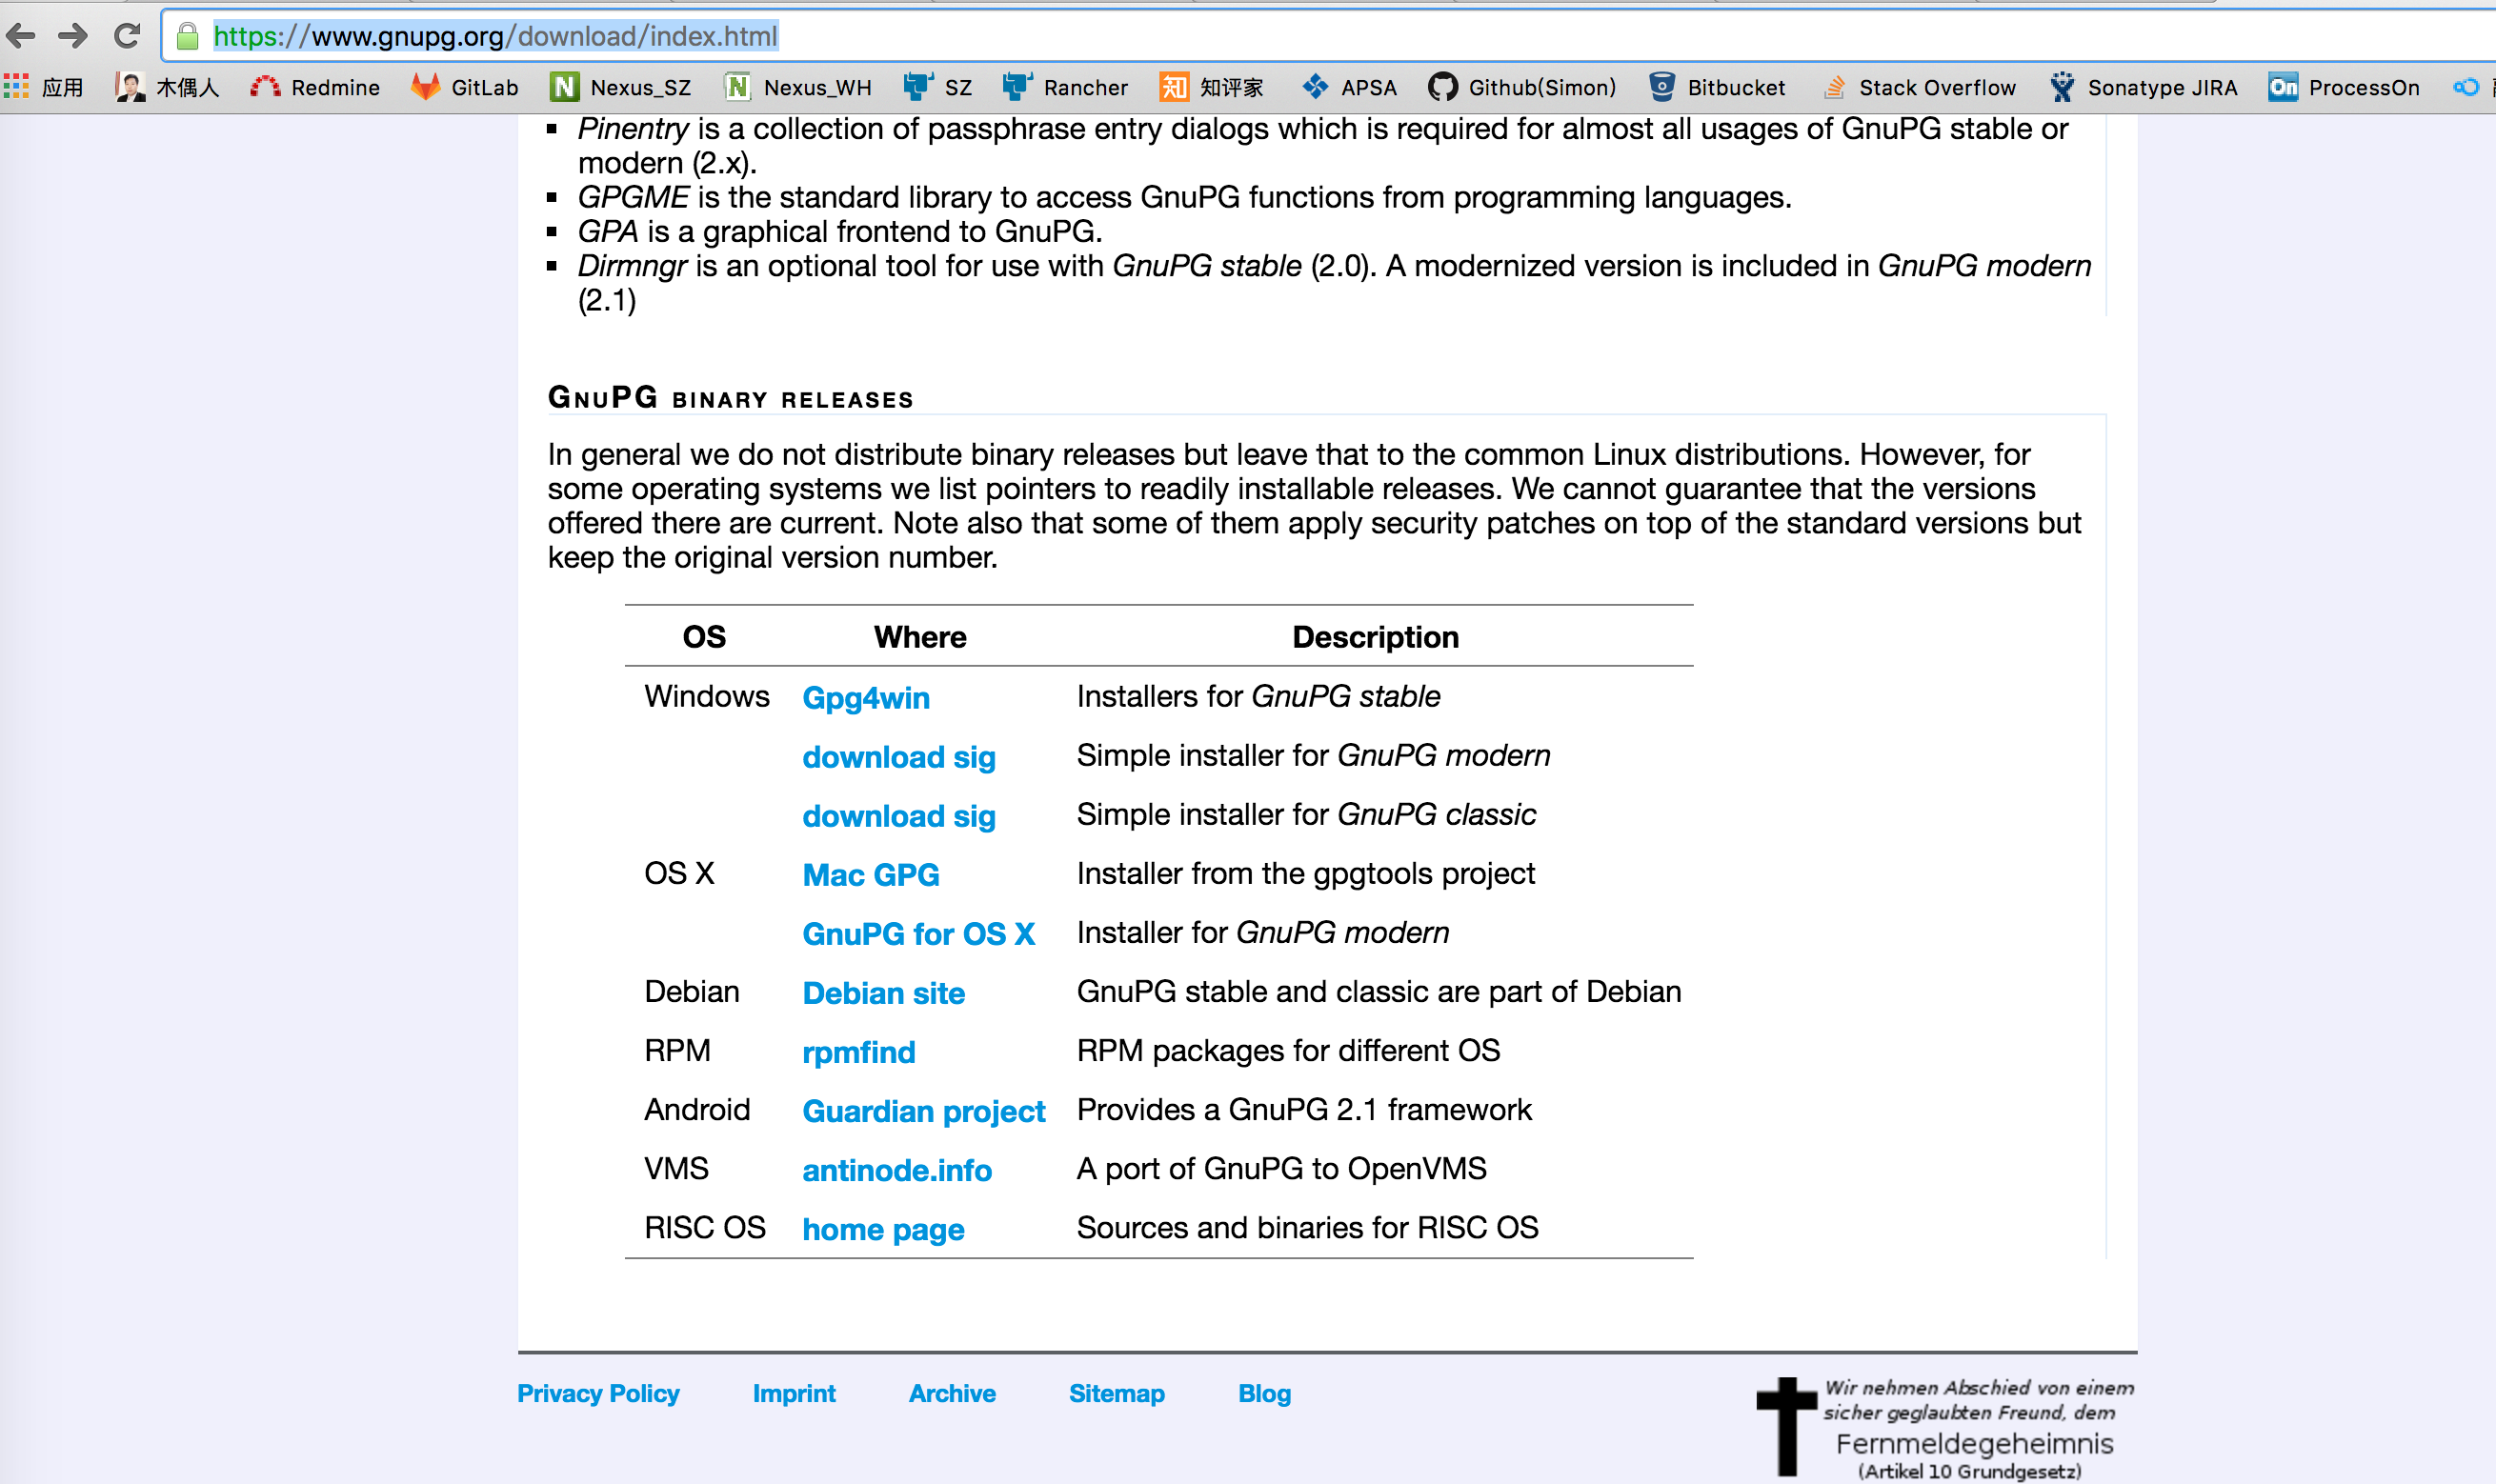 https://www.gnupg.org/download/index.html
应用 木偶人 Redmine GitLab Nexus_SZ Nexus_WH SZ Rancher 知评家 APSA Github(Simon) Bitbucket Stack Overflow Sonatype JIRA ProcessOn
Pinentry is a collection of passphrase entry dialogs which is required for almost all usages of GnuPG stable or
modern (2.x).
GPGME is the standard library to access GnuPG functions from programming languages.
GPA is a graphical frontend to GnuPG.
Dirmngr is an optional tool for use with GnuPG stable (2.0). A modernized version is included in GnuPG modern
(2.1)
GnuPG binary releases
In general we do not distribute binary releases but leave that to the common Linux distributions. However, for
some operating systems we list pointers to readily installable releases. We cannot guarantee that the versions
offered there are current. Note also that some of them apply security patches on top of the standard versions but
keep the original version number.
OS Where Description
Windows Gpg4win Installers for GnuPG stable
download sig Simple installer for GnuPG modern
download sig Simple installer for GnuPG classic
OS X Mac GPG Installer from the gpgtools project
GnuPG for OS X Installer for GnuPG modern
Debian Debian site GnuPG stable and classic are part of Debian
RPM rpmfind RPM packages for different OS
Android Guardian project Provides a GnuPG 2.1 framework
VMS antinode.info A port of GnuPG to OpenVMS
RISC OS home page Sources and binaries for RISC OS
Privacy Policy Imprint Archive Sitemap Blog
Wir nehmen Abschied von einem
sicher geglaubten Freund, dem
Fernmeldegeheimnis
(Artikel 10 Grundgesetz)